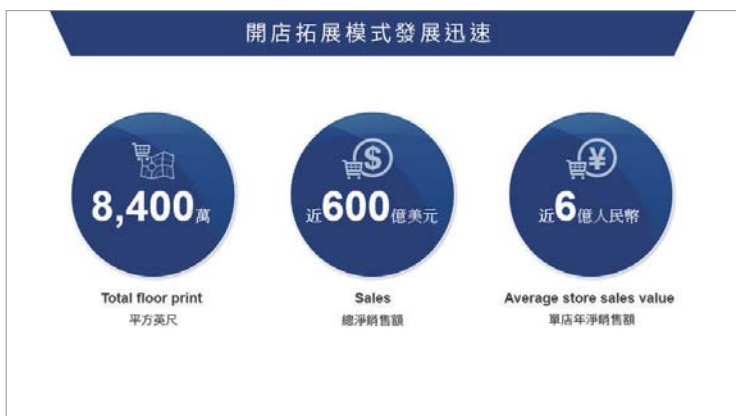 開店拓展模式發展迅速
8,400萬
近600億美元
近6億人民幣
Total floor print
Sales
Average store sales value
平方英尺
總淨銷售額
單店年淨銷售額